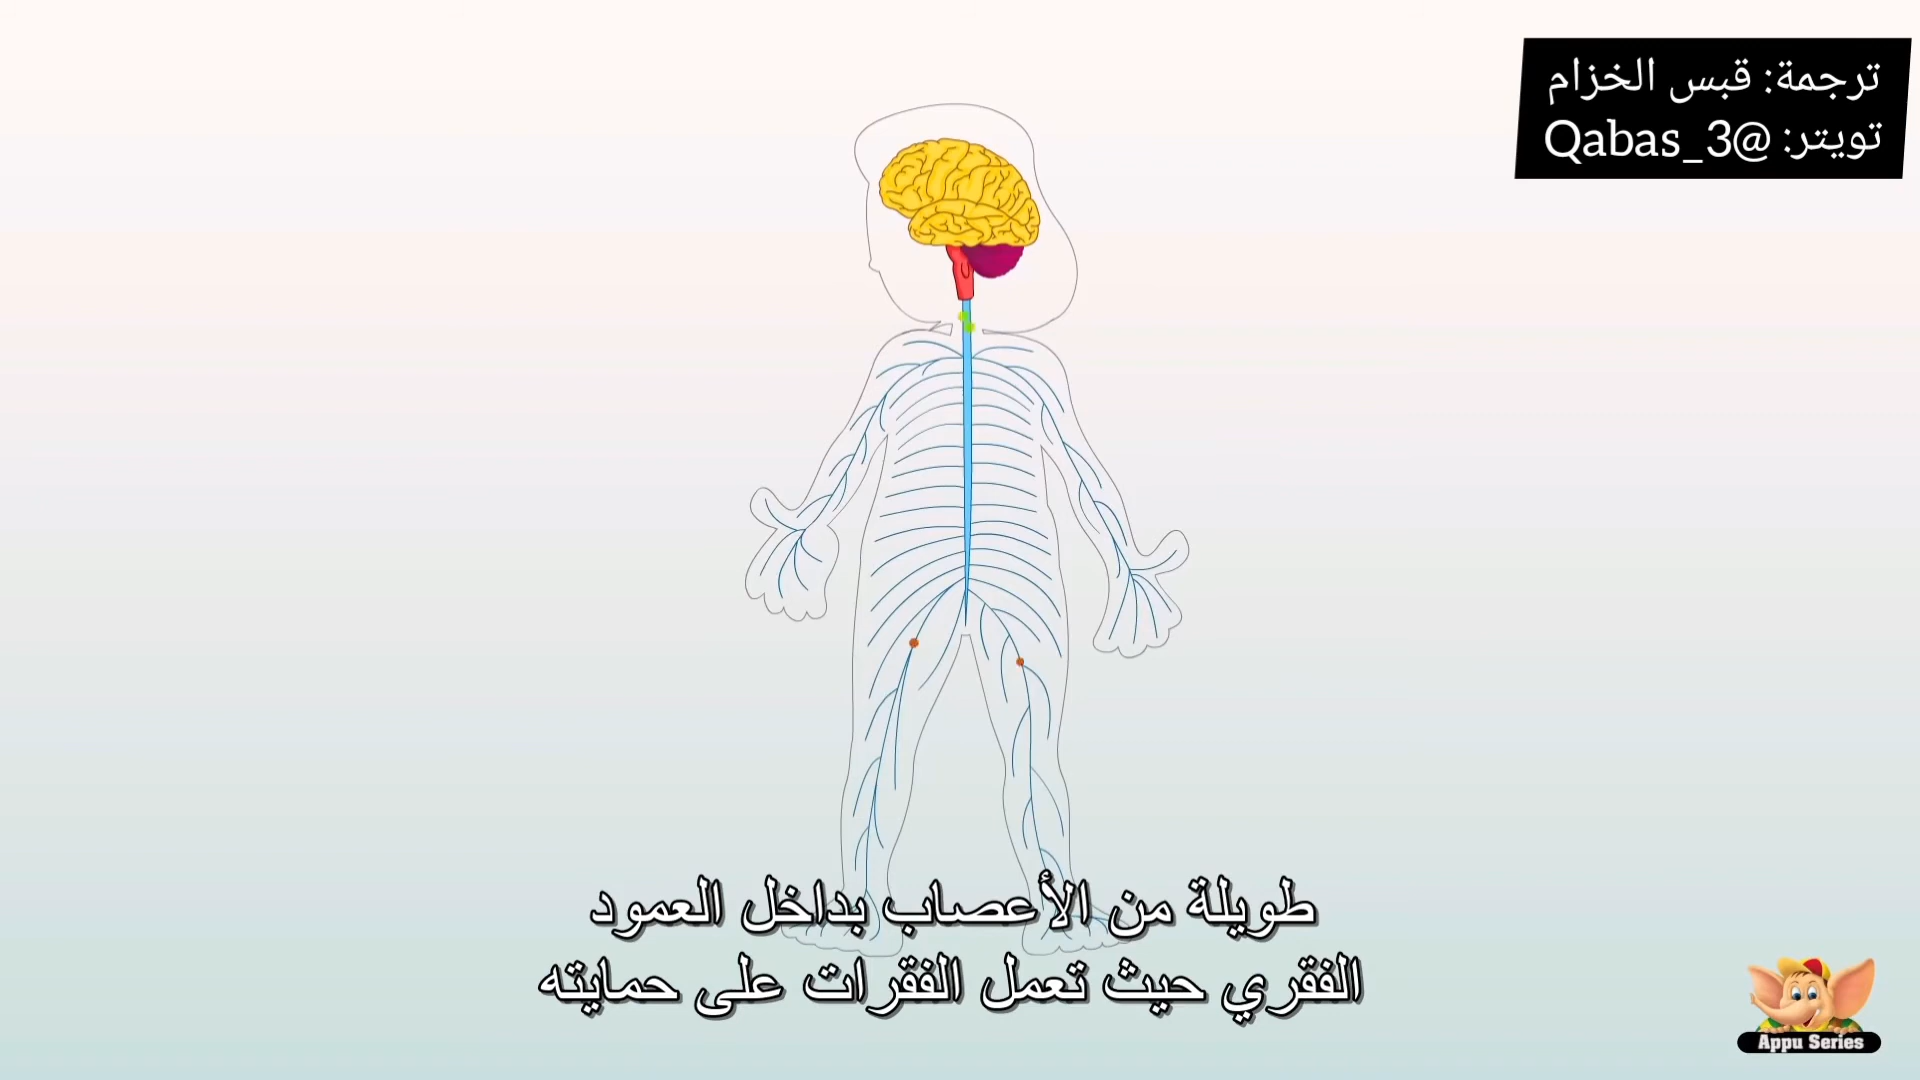 ترجمة: قبس الخزام
تويتر: @Qabas_3
طويلة من الأعصاب بداخل العمود
الفقري حيث تعمل الفقرات على حمايته
Appu Series